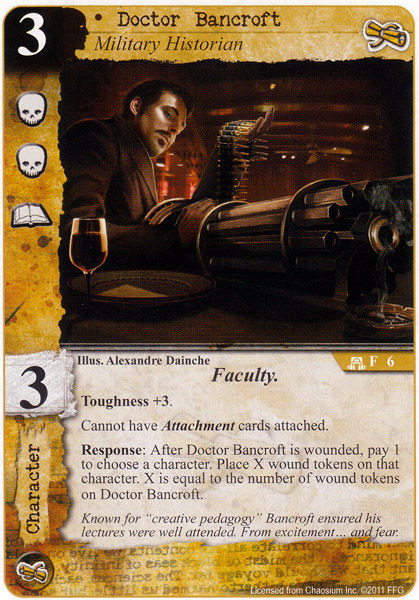 3
• Doctor Bancroft
Military Historian
Illus. Alexandre Dainche
F 6
3
Faculty.
Toughness +3.
Cannot have Attachment cards attached.
Response: After Doctor Bancroft is wounded, pay 1
to choose a character. Place X wound tokens on
that character. X is equal to the number of wound
tokens on Doctor Bancroft.
Known for “creative pedagogy” Bancroft ensured his
lectures were well attended. From excitement… and fear.
Character
Licensed from Chaosium Inc. ©2011 FFG